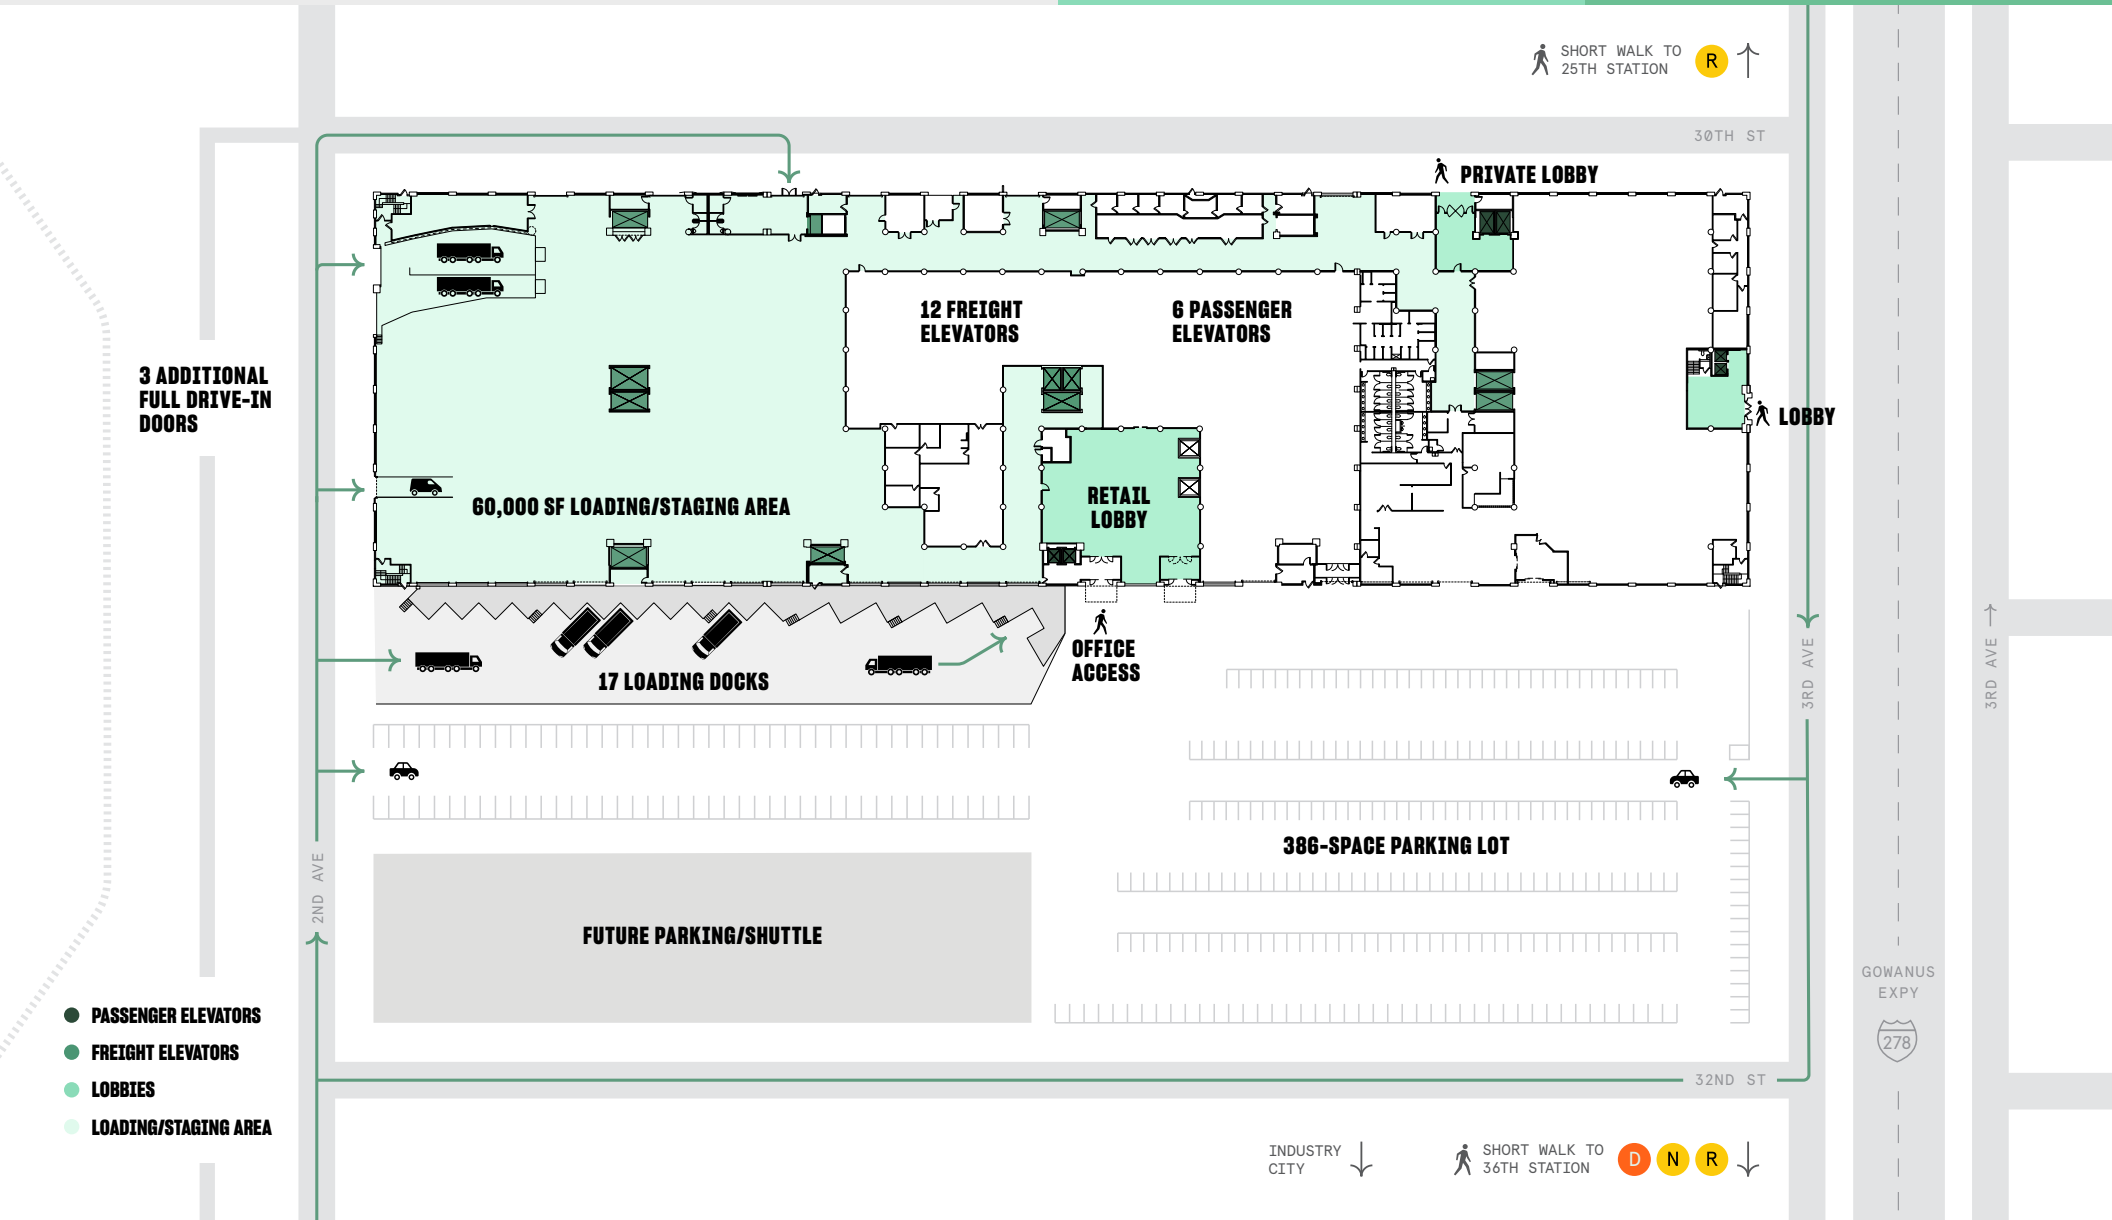 SHORT WALK TO
25TH STATION
R
30TH ST
PRIVATE LOBBY
12 FREIGHT
ELEVATORS
6 PASSENGER
ELEVATORS
3 ADDITIONAL
FULL DRIVE-IN
DOORS
LOBBY
60,000 SF LOADING/STAGING AREA
RETAIL
LOBBY
OFFICE
ACCESS
17 LOADING DOCKS
3RD AVE
3RD AVE
386-SPACE PARKING LOT
2ND AVE
FUTURE PARKING/SHUTTLE
GOWANUS
EXPY
278
PASSENGER ELEVATORS
FREIGHT ELEVATORS
LOBBIES
LOADING/STAGING AREA
32ND ST
INDUSTRY
CITY
SHORT WALK TO
36TH STATION
D N R